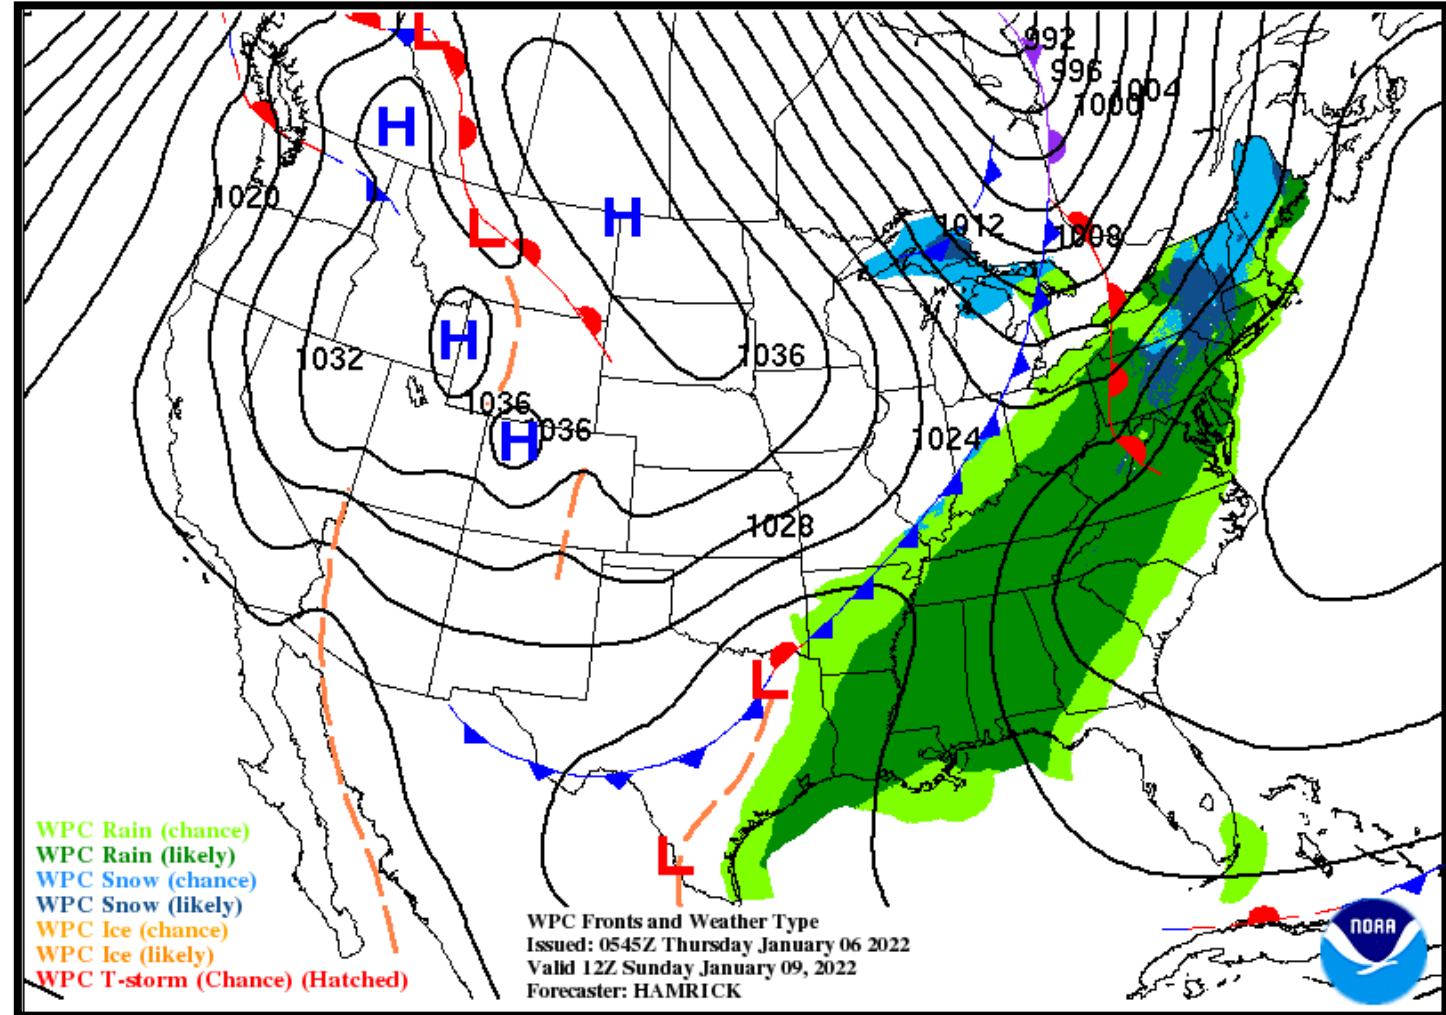 992
996
1004
1000
L
H
1020
H
L
1012
1008
H
1032
1036
1036
1036
H
1024
1028
L
L
WPC Rain (chance)
WPC Rain (likely)
WPC Snow (chance)
WPC Snow (likely)
WPC Ice (chance)
WPC Ice (likely)
WPC T-storm (Chance) (Hatched)
WPC Fronts and Weather Type
Issued: 0545Z Thursday January 06 2022
Valid 12Z Sunday January 09, 2022
Forecaster: HAMRICK
NOAA